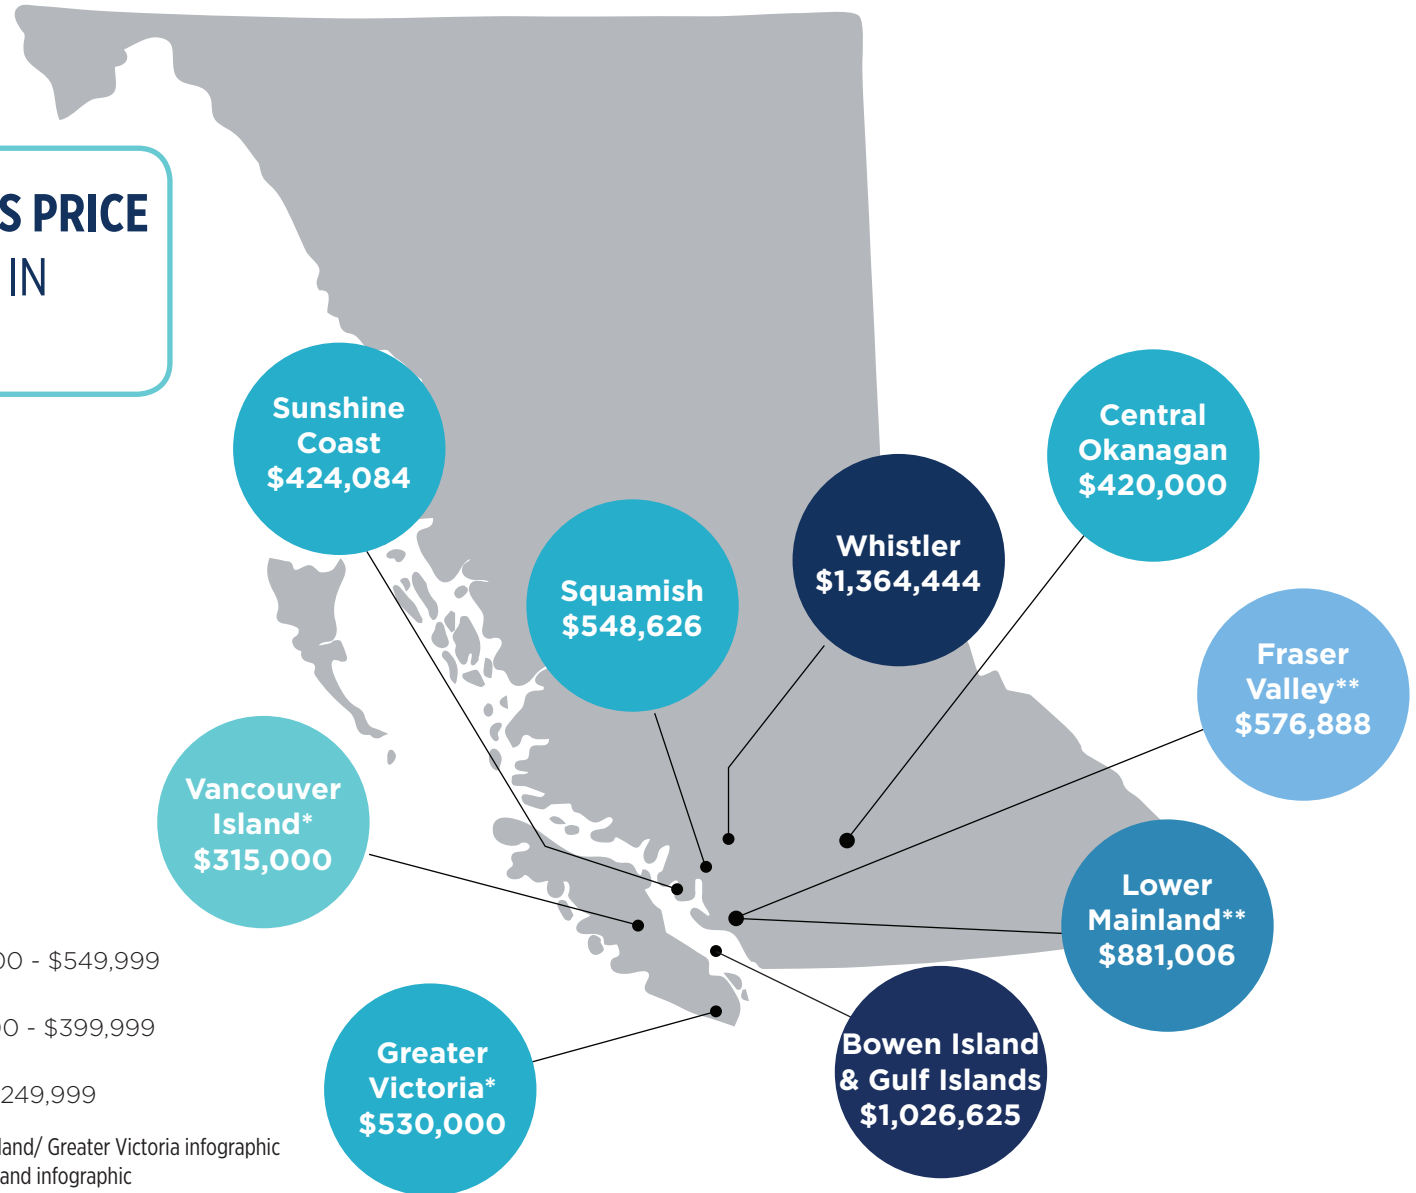 S PRICE
IN
Sunshine
Coast
$424,084
Central
Okanagan
$420,000
Whistler
$1,364,444
Squamish
$548,626
Fraser
Valley**
$576,888
Vancouver
Island*
$315,000
Lower
Mainland**
$881,006
00 - $549,999
Bowen Island
& Gulf Islands
$1,026,625
00 - $399,999
Greater
Victoria*
$530,000
249,999
land/ Greater Victoria infographic
and infographic